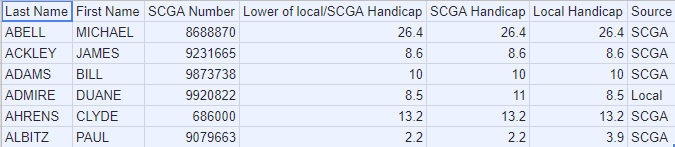 Last Name First Name SCGA Number Lower of local/SCGA Handicap SCGA Handicap Local Handicap Source
ABELL MICHAEL 8688870 26.4 26.4 26.4 SCGA
ACKLEY JAMES 9231665 8.6 8.6 8.6 SCGA
ADAMS BILL 9873738 10 10 10 SCGA
ADMIRE DUANE 9920822 8.5 11 8.5 Local
AHRENS CLYDE 686000 13.2 13.2 13.2 SCGA
ALBITZ PAUL 9079663 2.2 2.2 3.9 SCGA